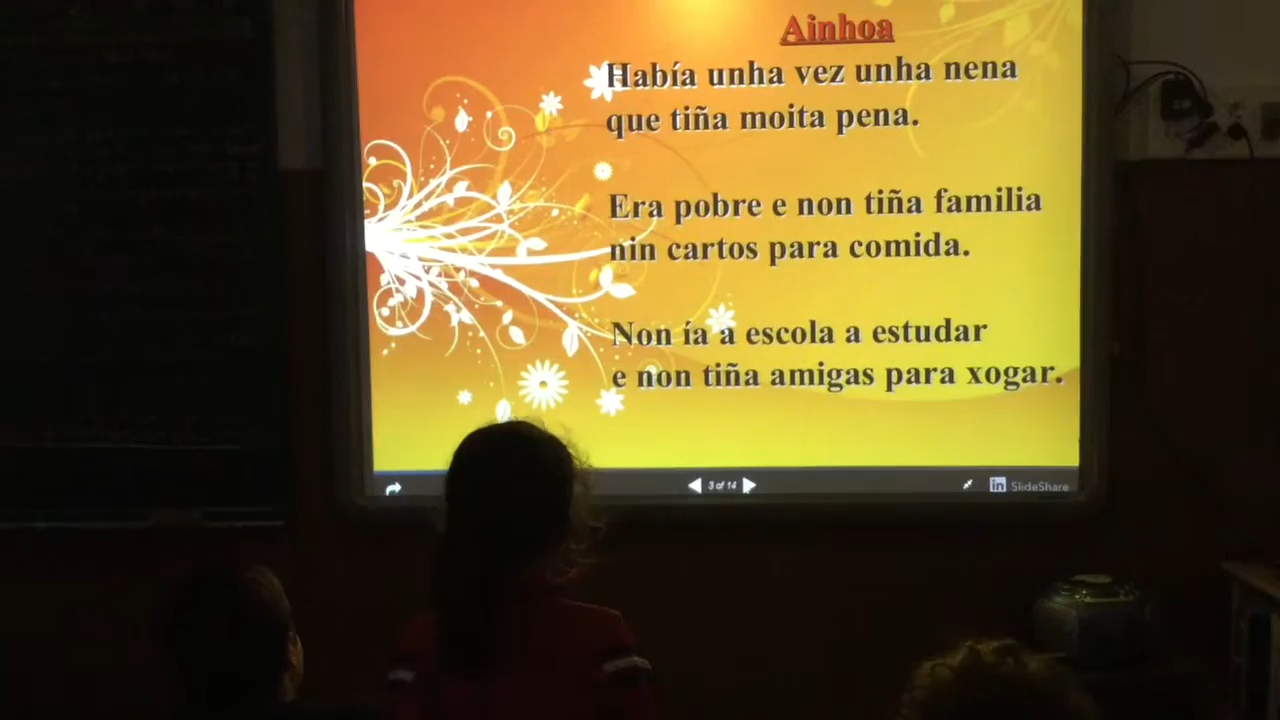 Ainhoa
Había unha vez unha nena
que tiña moita pena.
Era pobre e non tiña familia
nin cartos para comida.
Non ía a escola a estudar
e non tiña amigas para xogar.
3 of 14
in SlideShare